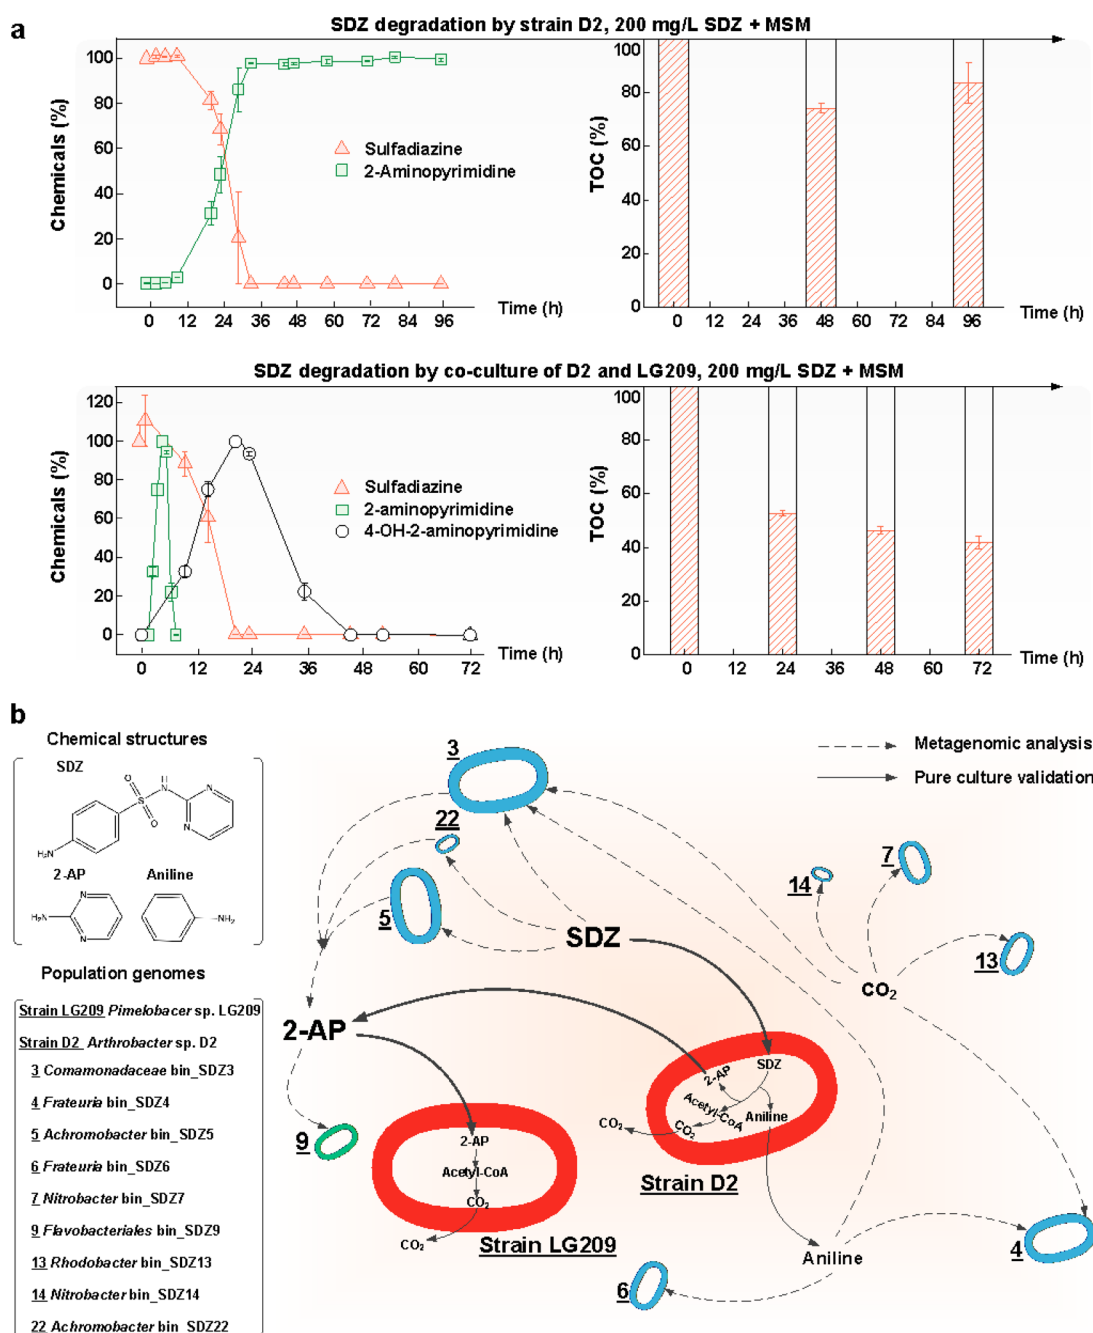 a
SDZ degradation by strain D2, 200 mg/L SDZ + MSM
Chemicals (%)
100
80
60
40
20
0
Sulfadiazine
2-Aminopyrimidine
0 12 24 36 48 60 72 84 96 Time (h)
TOC (%)
100
80
60
40
20
0
0 12 24 36 48 60 72 84 96 Time (h)
SDZ degradation by co-culture of D2 and LG209, 200 mg/L SDZ + MSM
Chemicals (%)
120
100
80
60
40
20
0
Sulfadiazine
2-aminopyrimidine
4-OH-2-aminopyrimidine
0 12 24 36 48 60 72 Time (h)
TOC (%)
100
80
60
40
20
0
0 12 24 36 48 60 72 Time (h)
b
Chemical structures
SDZ
O
O
S
H
N
N
N
H₂N
2-AP
Aniline
H₂N
N
N
NH₂
Population genomes
Strain LG209 Pimelobacer sp. LG209
Strain D2 Arthrobacter sp. D2
3 Comamonadaceae bin_SDZ3
4 Frateuria bin_SDZ4
5 Achromobacter bin_SDZ5
6 Frateuria bin_SDZ6
7 Nitrobacter bin_SDZ7
9 Flavobacteriales bin_SDZ9
13 Rhodobacter bin_SDZ13
14 Nitrobacter bin_SDZ14
22 Achromobacter bin_SDZ22
Metagenomic analysis
Pure culture validation
3
22
5
7
14
13
SDZ
CO₂
2-AP
9
2-AP
Acetyl-CoA
CO₂
CO₂
Strain LG209
SDZ
2-AP
Acetyl-CoA
Aniline
CO₂
CO₂
Strain D2
Aniline
4
6